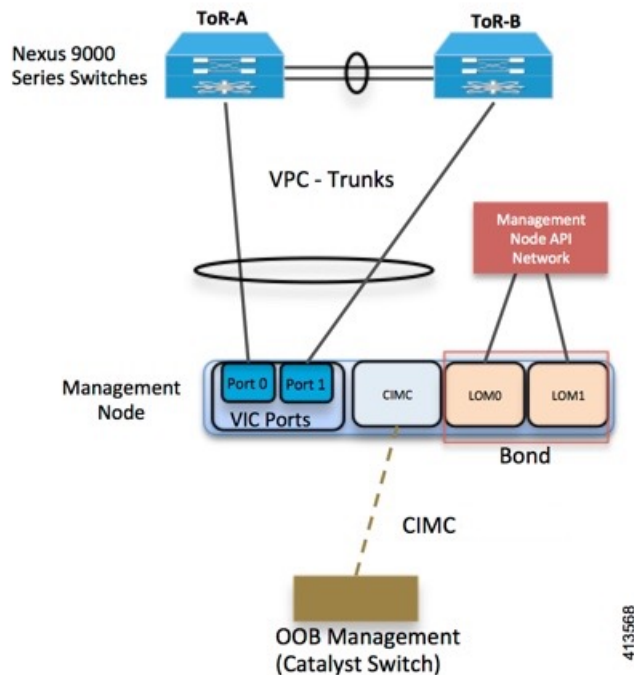 ToR-A
ToR-B
Nexus 9000
Series Switches
VPC - Trunks
Management
Node API
Network
Management
Node
Port 0
Port 1
VIC Ports
CIMC
LOM0
LOM1
Bond
CIMC
OOB Management
(Catalyst Switch)
413568